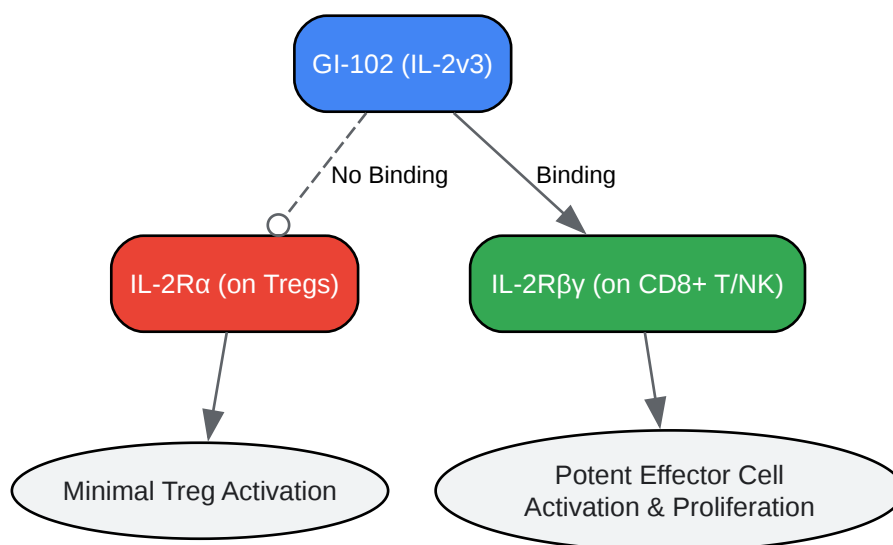 GI-102 (IL-2v3)
No Binding
Binding
IL-2Rα (on Tregs)
IL-2Rβγ (on CD8+ T/NK)
Minimal Treg Activation
Potent Effector Cell
Activation & Proliferation